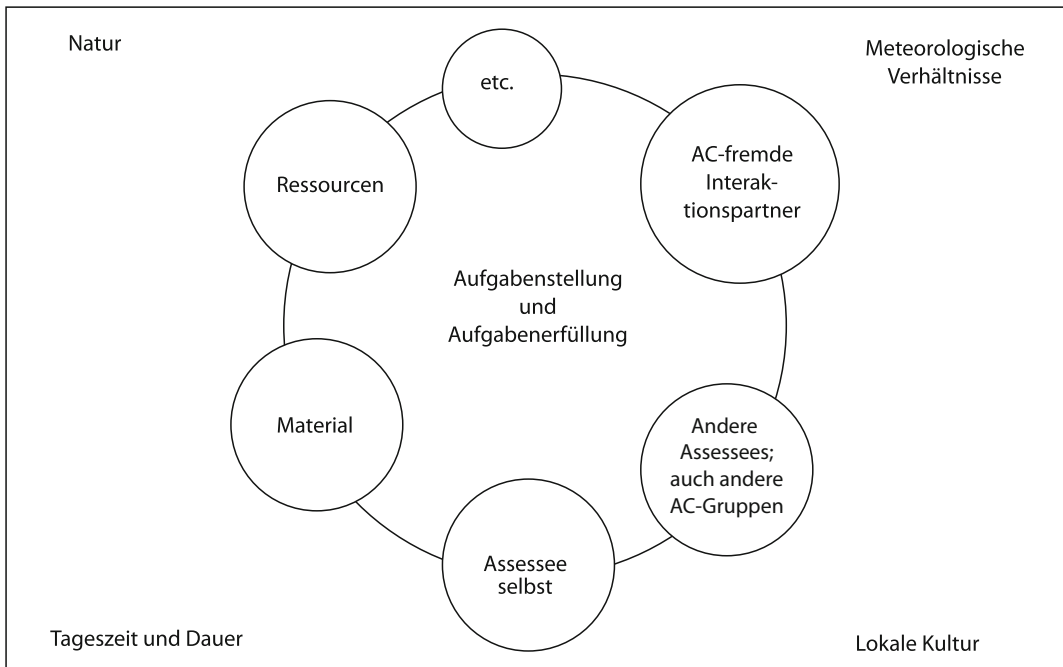 Natur
Meteorologische
Verhältnisse
etc.
AC-fremde
Interak-
tionspartner
Ressourcen
Aufgabenstellung
und
Aufgabenerfüllung
Material
Andere
Assessees;
auch andere
AC-Gruppen
Assessee
selbst
Tageszeit und Dauer
Lokale Kultur